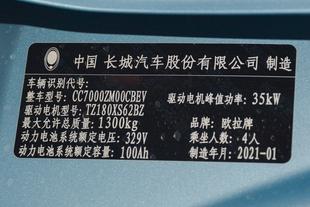 中国 长城汽车股份有限公司 制造
车辆识别代号:
整车型号: CC7000ZM00CBEV 驱动电机峰值功率: 35kW
驱动电机型号: TZ180XS62BZ 品牌: 欧拉牌
最大允许总质量: 1300kg 乘坐人数: 4人
动力电池系统额定电压: 329V 制造年月: 2021-01
动力电池系统额定容量: 100Ah